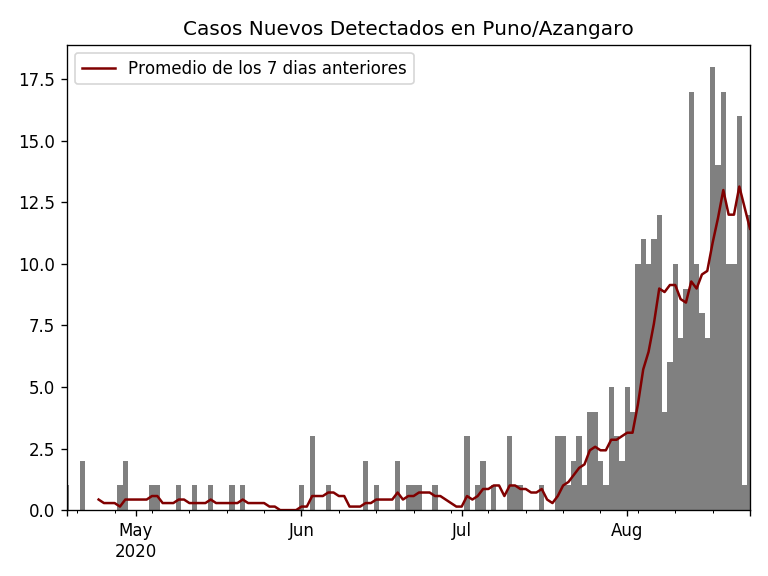 Casos Nuevos Detectados en Puno/Azangaro
Promedio de los 7 dias anteriores
17.5
15.0
12.5
10.0
7.5
5.0
2.5
0.0
May
2020
Jun
Jul
Aug